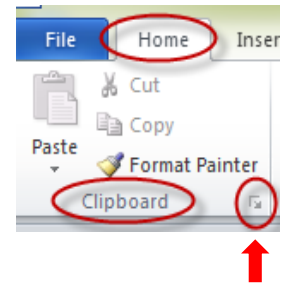 File Home Inser
Cut
Copy
Paste
Format Painter
Clipboard